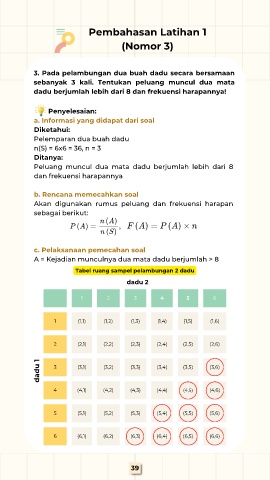 Pembahasan Latihan 1
(Nomor 3)
3. Pada pelambungan dua buah dadu secara bersamaan
sebanyak 3 kali. Tentukan peluang muncul dua mata
dadu berjumlah lebih dari 8 dan frekuensi harapannya!
Penyelesaian:
a. Informasi yang didapat dari soal
Diketahui:
Pelemparan dua buah dadu
n(S) = 6x6 = 36, n = 3
Ditanya:
Peluang muncul dua mata dadu berjumlah lebih dari 8
dan frekuensi harapannya
b. Rencana memecahkan soal
Akan digunakan rumus peluang dan frekuensi harapan
sebagai berikut:
P (A) = n (A) / n (S), F (A) = P (A) × n
c. Pelaksanaan pemecahan soal
A = Kejadian munculnya dua mata dadu berjumlah > 8
Tabel ruang sampel pelambungan 2 dadu
dadu 2
1 2 3 4 5 6
dadu 1
1 (1,1) (1,2) (1,3) (1,4) (1,5) (1,6)
2 (2,1) (2,2) (2,3) (2,4) (2,5) (2,6)
3 (3,1) (3,2) (3,3) (3,4) (3,5) (3,6)
4 (4,1) (4,2) (4,3) (4,4) (4,5) (4,6)
5 (5,1) (5,2) (5,3) (5,4) (5,5) (5,6)
6 (6,1) (6,2) (6,3) (6,4) (6,5) (6,6)
39